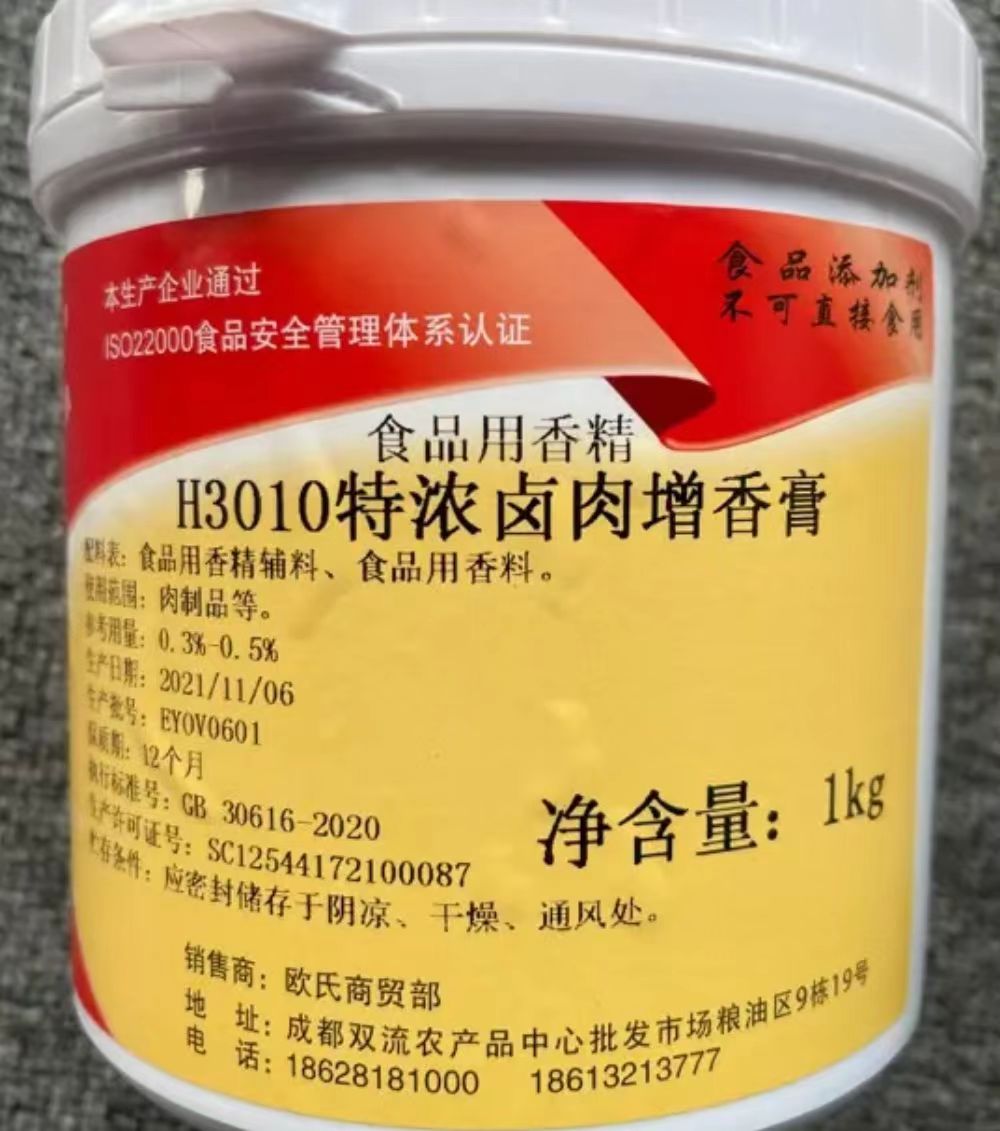 本生产企业通过
ISO22000食品安全管理体系认证
食品添加剂
不可直接食用
食品用香精
H3010特浓卤肉增香膏
配料表：食品用香精辅料、食品用香料。
使用范围：肉制品等。
参考用量：0.3%-0.5%
生产日期：2021/11/06
生产批号：EYOV0601
保质期：12个月
执行标准号：GB 30616-2020
生产许可证号：SC12544172100087
贮存条件：应密封储存于阴凉、干燥、通风处。
净含量：1kg
销售商：欧氏商贸部
地 址：成都双流农产品中心批发市场粮油区9栋19号
电 话：18628181000 18613213777